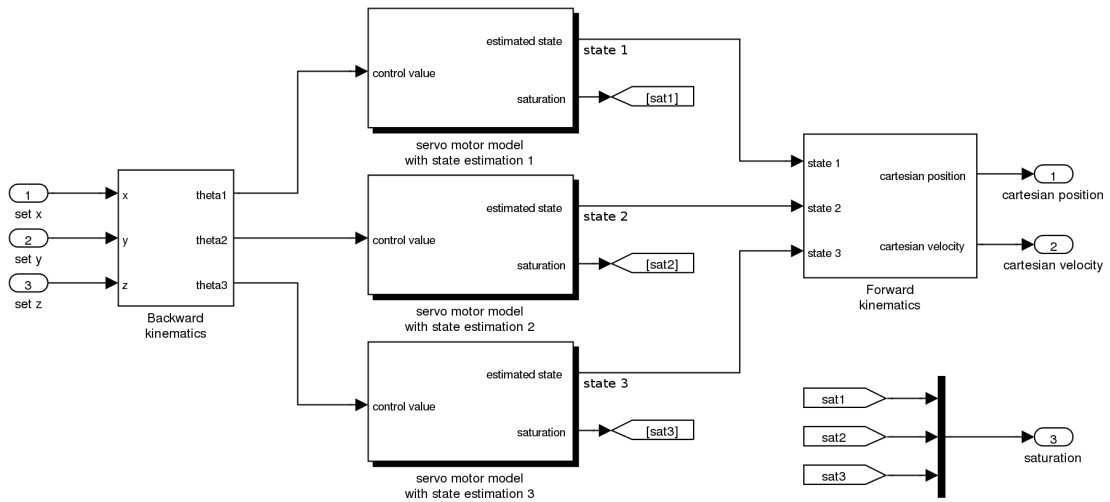 estimated state
state 1
control value
saturation
[sat1]
servo motor model
with state estimation 1
1
set x
2
set y
3
set z
x
y
z
theta1
theta2
theta3
Backward
kinematics
estimated state
state 2
control value
saturation
[sat2]
servo motor model
with state estimation 2
estimated state
state 3
control value
saturation
[sat3]
servo motor model
with state estimation 3
state 1
state 2
state 3
cartesian position
cartesian velocity
Forward
kinematics
1
cartesian position
2
cartesian velocity
sat1
sat2
sat3
3
saturation